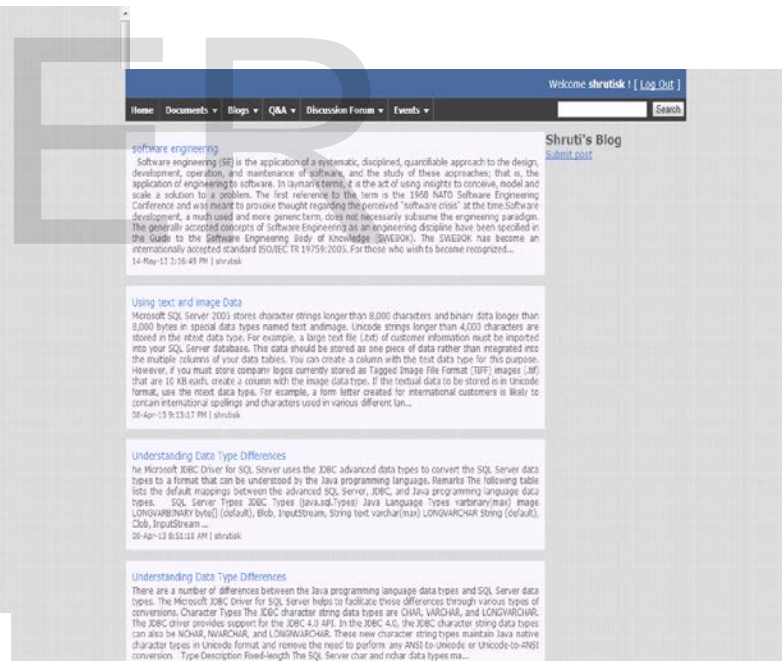 Welcome shrutisk ! [ Log Out ]
Home Documents ▾ Blogs ▾ Q&A ▾ Discussion Forum ▾ Events ▾ Search
Shruti's Blog
Submit post
software engineering
Software engineering (SE) is the application of a systematic, disciplined, quantifiable approach to the design,
development, operation, and maintenance of software, and the study of these approaches; that is, the
application of engineering to software. In layman's terms, it is the act of using insights to conceive, model and
scale a solution to a problem. The first reference to the term is the 1968 NATO Software Engineering
Conference and was meant to provoke thought regarding the perceived "software crisis" at the time.Software
development, a much used and more generic term, does not necessarily subsume the engineering paradigm.
The generally accepted concepts of Software Engineering as an engineering discipline have been specified in
the Guide to the Software Engineering Body of Knowledge (SWEBOK). The SWEBOK has become an
internationally accepted standard ISO/IEC TR 19759:2005. For those who wish to become recognized...
14-May-13 2:16:49 PM | shrutisk
Using text and image Data
Microsoft SQL Server 2005 stores character strings longer than 8,000 characters and binary data longer than
8,000 bytes in special data types named text andimage. Unicode strings longer than 4,000 characters are
stored in the ntext data type. For example, a large text file (.txt) of customer information must be imported
into your SQL Server database. This data should be stored as one piece of data rather than integrated into
the multiple columns of your data tables. You can create a column with the text data type for this purpose.
However, if you must store company logos currently stored as Tagged Image File Format (TIFF) images (.tif)
that are 10 KB each, create a column with the image data type. If the textual data to be stored is in Unicode
format, use the ntext data type. For example, a form letter created for international customers is likely to
contain international spellings and characters used in various different lan...
08-Apr-13 9:13:17 PM | shrutisk
Understanding Data Type Differences
he Microsoft JDBC Driver for SQL Server uses the JDBC advanced data types to convert the SQL Server data
types to a format that can be understood by the Java programming language. Remarks The following table
lists the default mappings between the advanced SQL Server, JDBC, and Java programming language data
types. SQL Server Types JDBC Types (java.sql.Types) Java Language Types varbinary(max) image
LONGVARBINARY byte[] (default), Blob, InputStream, String text varchar(max) LONGVARCHAR String (default),
Clob, InputStream ...
08-Apr-13 8:51:18 AM | shrutisk
Understanding Data Type Differences
There are a number of differences between the Java programming language data types and SQL Server data
types. The Microsoft JDBC Driver for SQL Server helps to facilitate those differences through various types of
conversions. Character Types The JDBC character string data types are CHAR, VARCHAR, and LONGVARCHAR.
The JDBC driver provides support for the JDBC 4.0 API. In the JDBC 4.0, the JDBC character string data types
can also be NCHAR, NVARCHAR, and LONGNVARCHAR. These new character string types maintain Java native
character types in Unicode format and remove the need to perform any ANSI-to-Unicode or Unicode-to-ANSI
conversion. Type Description Fixed-length The SQL Server char and nchar data types ma...